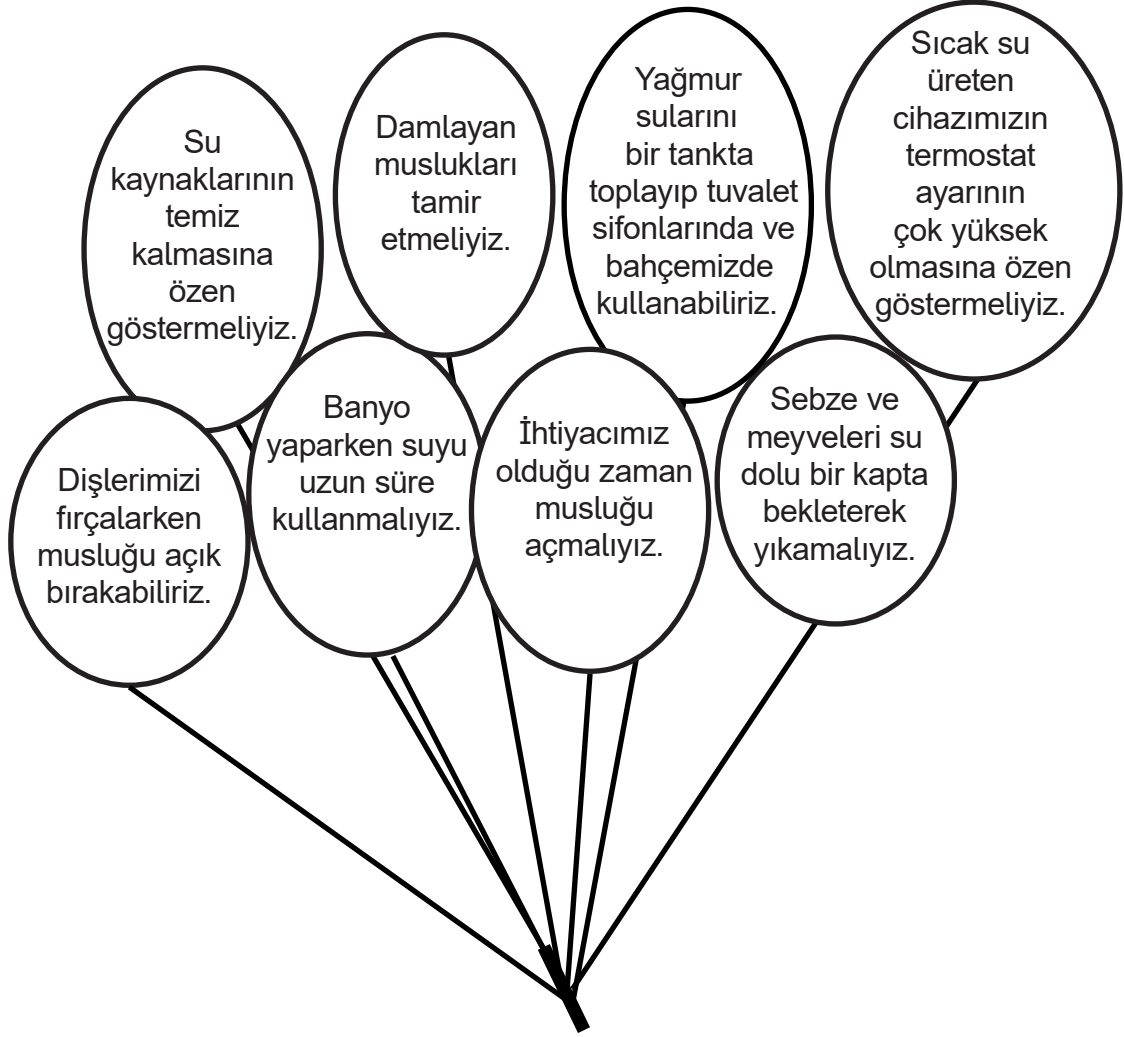 Su
kaynaklarının
temiz
kalmasına
özen
göstermeliyiz.
Damlayan
muslukları
tamir
etmeliyiz.
Yağmur
sularını
bir tankta
toplayıp tuvalet
sifonlarında ve
bahçemizde
kullanabiliriz.
Sıcak su
üreten
cihazımızın
termostat
ayarının
çok yüksek
olmasına özen
göstermeliyiz.
Dişlerimizi
fırçalarken
musluğu açık
bırakabiliriz.
Banyo
yaparken suyu
uzun süre
kullanmalıyız.
İhtiyacımız
olduğu zaman
musluğu
açmalıyız.
Sebze ve
meyveleri su
dolu bir kapta
bekleterek
yıkamalıyız.